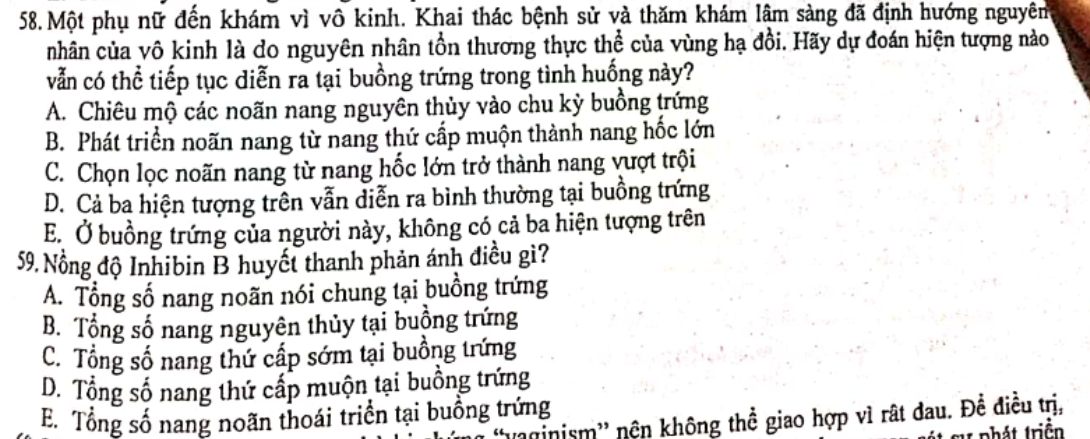 58. Một phụ nữ đến khám vì vô kinh. Khai thác bệnh sử và thăm khám lâm sàng đã định hướng nguyên
nhân của vô kinh là do nguyên nhân tổn thương thực thể của vùng hạ đồi. Hãy dự đoán hiện tượng nào
vẫn có thể tiếp tục diễn ra tại buồng trứng trong tình huống này?
A. Chiêu mộ các noãn nang nguyên thủy vào chu kỳ buồng trứng
B. Phát triển noãn nang từ nang thứ cấp muộn thành nang hốc lớn
C. Chọn lọc noãn nang từ nang hốc lớn trở thành nang vượt trội
D. Cả ba hiện tượng trên vẫn diễn ra bình thường tại buồng trứng
E. Ở buồng trứng của người này, không có cả ba hiện tượng trên
59. Nồng độ Inhibin B huyết thanh phản ánh điều gì?
A. Tổng số nang noãn nói chung tại buồng trứng
B. Tổng số nang nguyên thủy tại buồng trứng
C. Tổng số nang thứ cấp sớm tại buồng trứng
D. Tổng số nang thứ cấp muộn tại buồng trứng
E. Tổng số nang noãn thoái triển tại buồng trứng
"vaginism" nên không thể giao hợp vì rất đau. Để điều trị,
phát triển